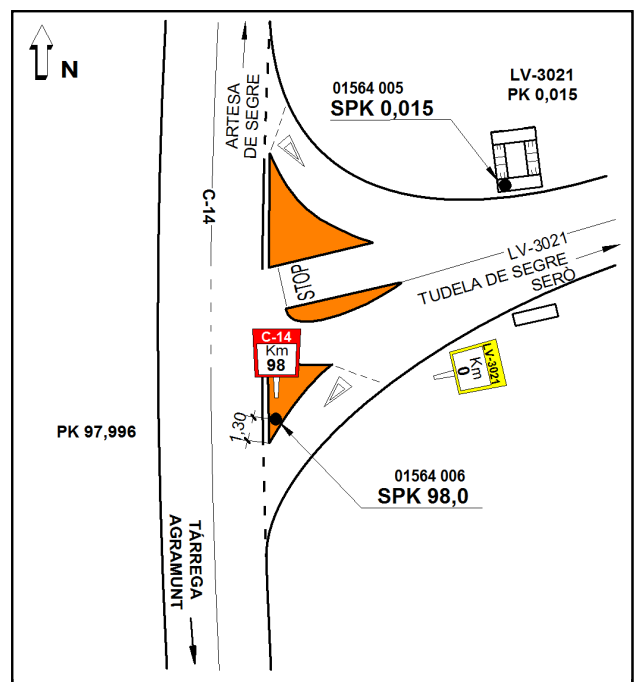 N
ARTESA
DE SEGRE
C-14
01564 005
SPK 0,015
LV-3021
PK 0,015
STOP
LV-3021
TUDELA DE SEGRE
SERÒ
C-14
Km
98
LV-3021
Km
0
1,30
PK 97,996
01564 006
SPK 98,0
TÁRREGA
AGRAMUNT